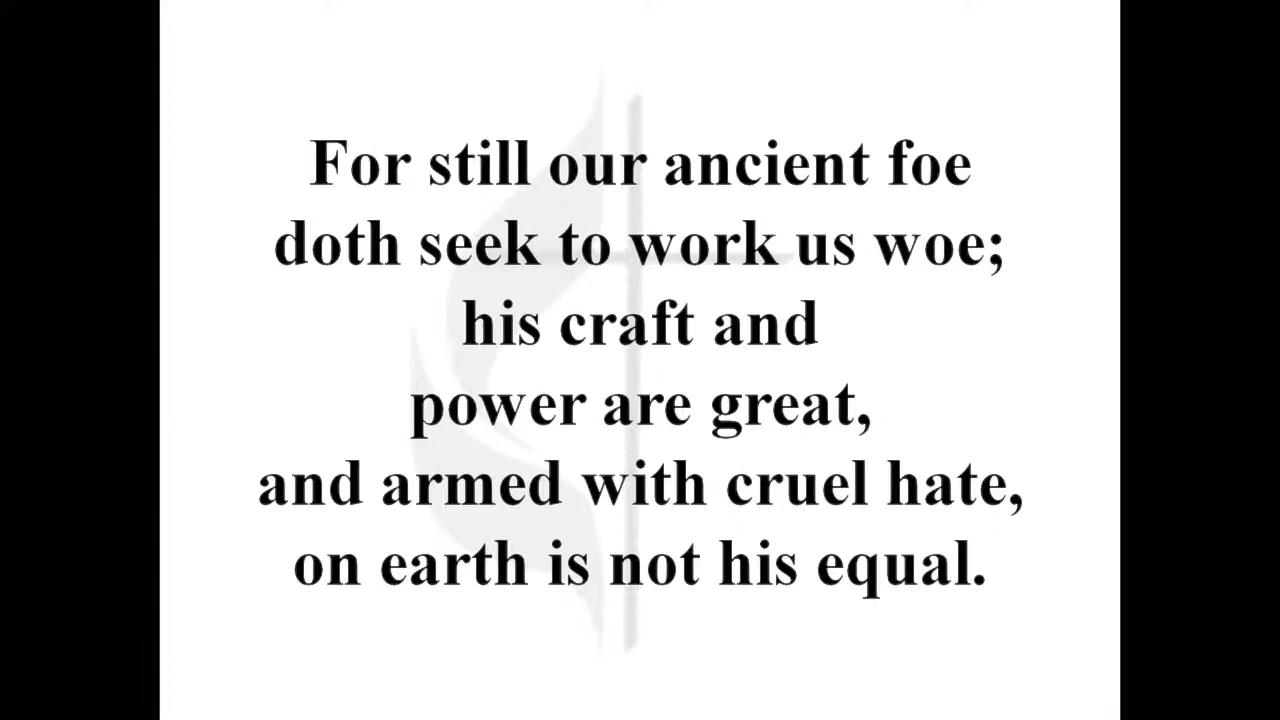 For still our ancient foe
doth seek to work us woe;
his craft and
power are great,
and armed with cruel hate,
on earth is not his equal.